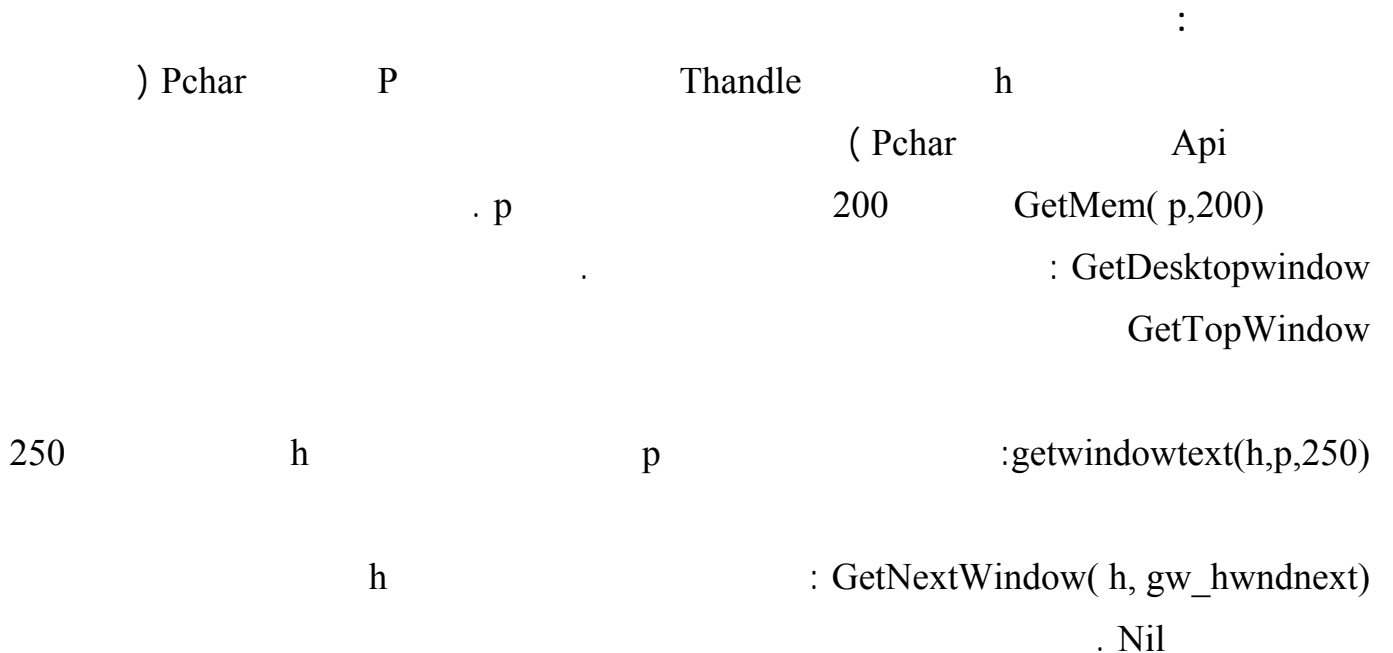 :
h Thandle P Pchar (
Api Pchar )
GetMem( p,200) 200 p .
GetDesktopwindow : .
GetTopWindow
getwindowtext(h,p,250): p h 250
GetNextWindow( h, gw_hwndnext) : h
Nil .